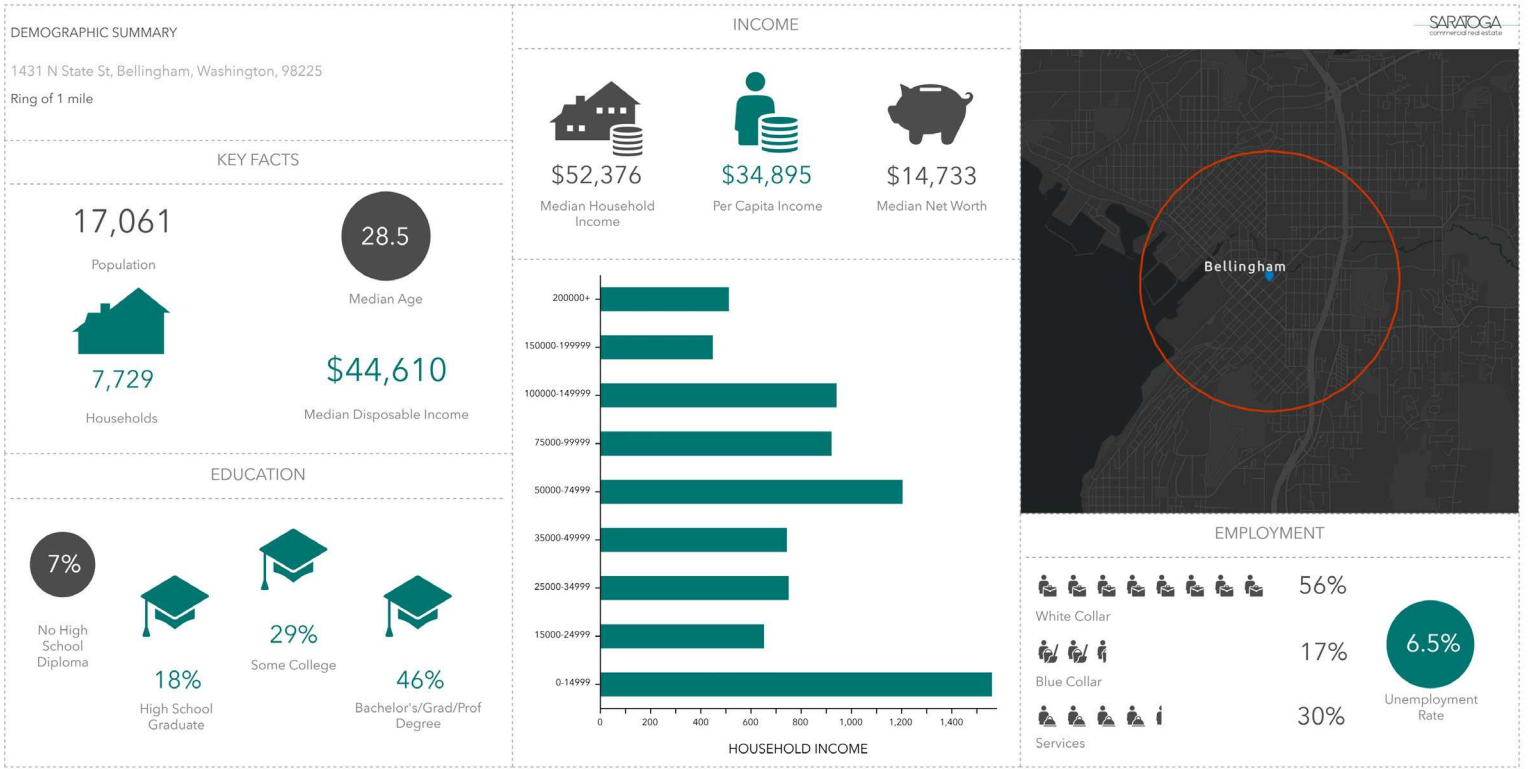 DEMOGRAPHIC SUMMARY
1431 N State St, Bellingham, Washington, 98225
Ring of 1 mile
KEY FACTS
17,061
Population
28.5
Median Age
7,729
Households
$44,610
Median Disposable Income
EDUCATION
7%
No High
School
Diploma
18%
High School
Graduate
29%
Some College
46%
Bachelor's/Grad/Prof
Degree
INCOME
$52,376
Median Household
Income
$34,895
Per Capita Income
$14,733
Median Net Worth
200000+
150000-199999
100000-149999
75000-99999
50000-74999
35000-49999
25000-34999
15000-24999
0-14999
0 200 400 600 800 1,000 1,200 1,400
HOUSEHOLD INCOME
SARATOGA
commercial real estate
Bellingham
EMPLOYMENT
56%
White Collar
17%
Blue Collar
30%
Services
6.5%
Unemployment
Rate